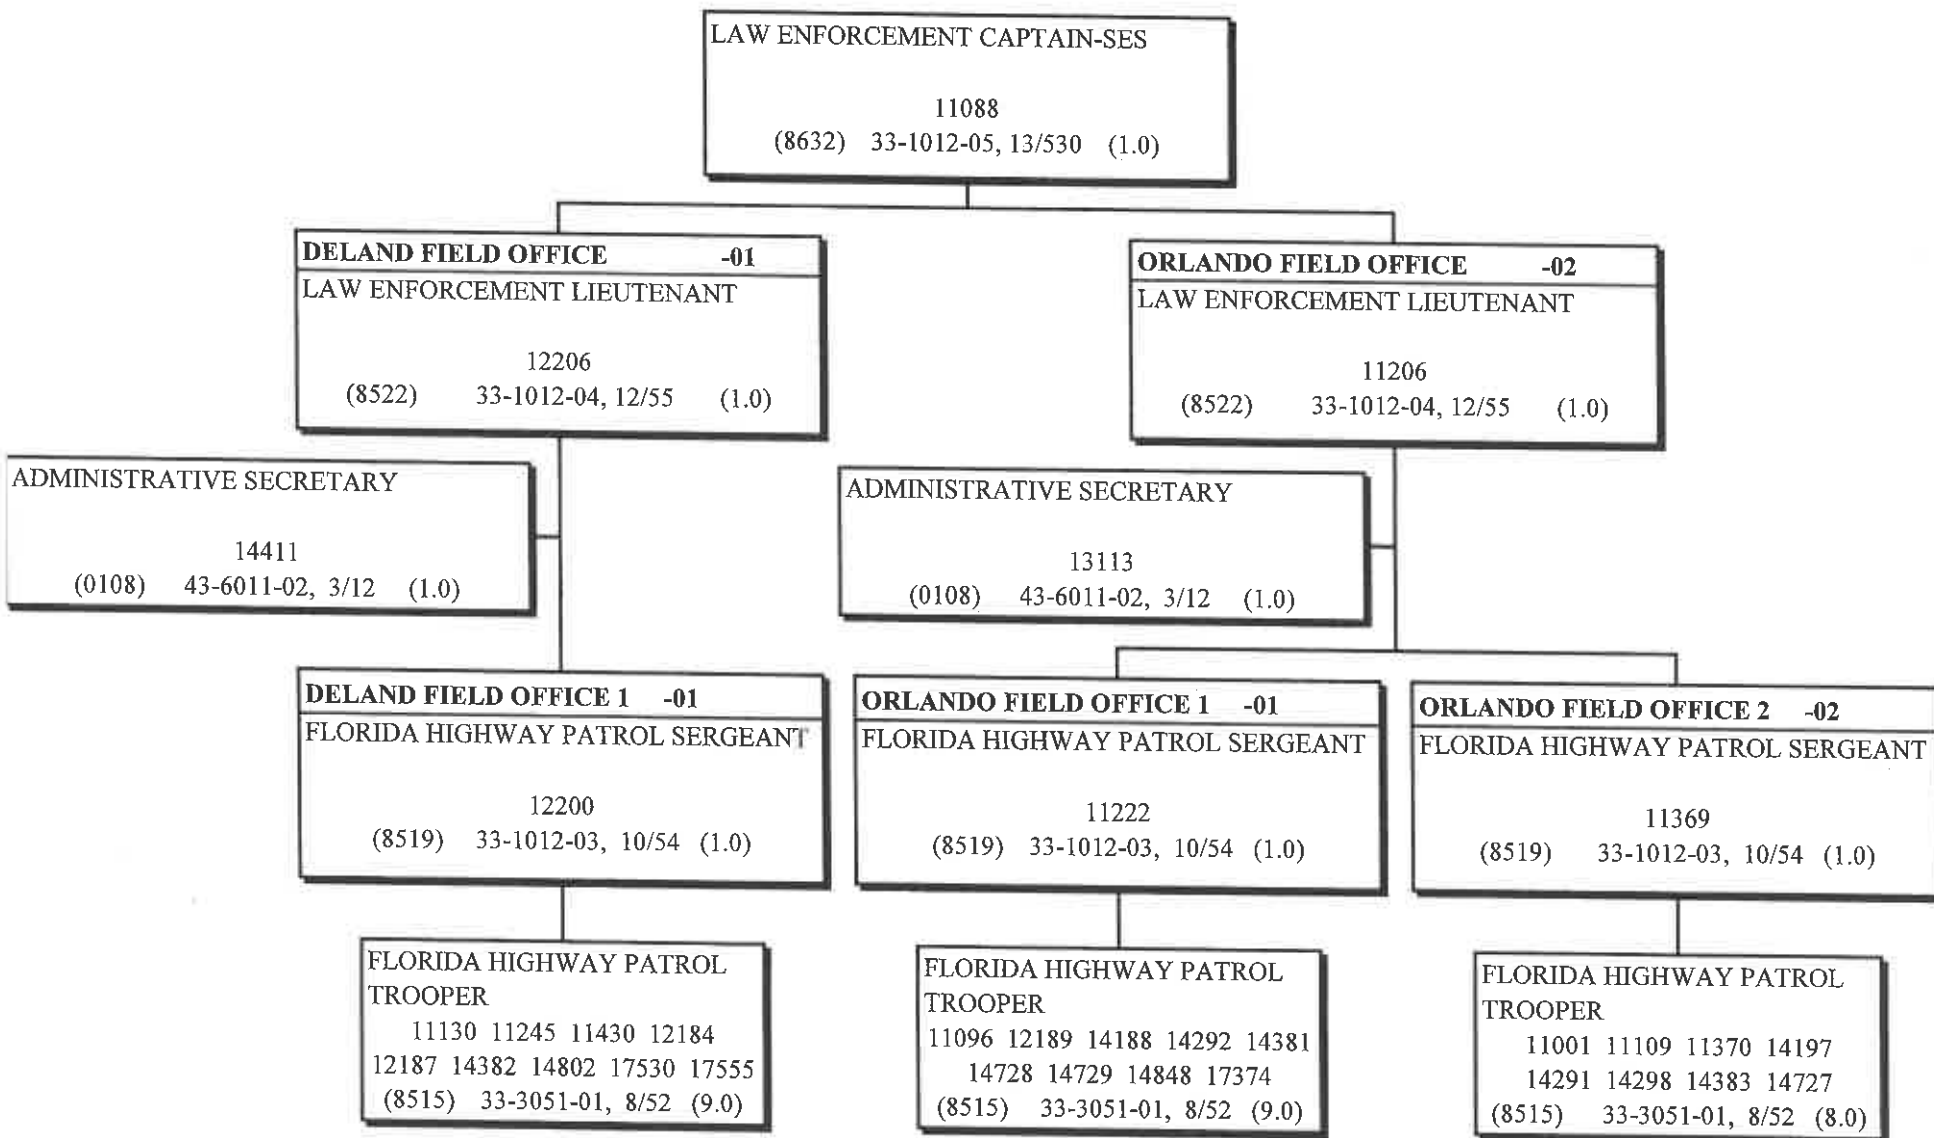 LAW ENFORCEMENT CAPTAIN-SES
11088
(8632) 33-1012-05, 13/530 (1.0)
DELAND FIELD OFFICE -01
LAW ENFORCEMENT LIEUTENANT
12206
(8522) 33-1012-04, 12/55 (1.0)
ORLANDO FIELD OFFICE -02
LAW ENFORCEMENT LIEUTENANT
11206
(8522) 33-1012-04, 12/55 (1.0)
ADMINISTRATIVE SECRETARY
14411
(0108) 43-6011-02, 3/12 (1.0)
ADMINISTRATIVE SECRETARY
13113
(0108) 43-6011-02, 3/12 (1.0)
DELAND FIELD OFFICE 1 -01
FLORIDA HIGHWAY PATROL SERGEANT
12200
(8519) 33-1012-03, 10/54 (1.0)
ORLANDO FIELD OFFICE 1 -01
FLORIDA HIGHWAY PATROL SERGEANT
11222
(8519) 33-1012-03, 10/54 (1.0)
ORLANDO FIELD OFFICE 2 -02
FLORIDA HIGHWAY PATROL SERGEANT
11369
(8519) 33-1012-03, 10/54 (1.0)
FLORIDA HIGHWAY PATROL
TROOPER
11130 11245 11430 12184
12187 14382 14802 17530 17555
(8515) 33-3051-01, 8/52 (9.0)
FLORIDA HIGHWAY PATROL
TROOPER
11096 12189 14188 14292 14381
14728 14729 14848 17374
(8515) 33-3051-01, 8/52 (9.0)
FLORIDA HIGHWAY PATROL
TROOPER
11001 11109 11370 14197
14291 14298 14383 14727
(8515) 33-3051-01, 8/52 (8.0)